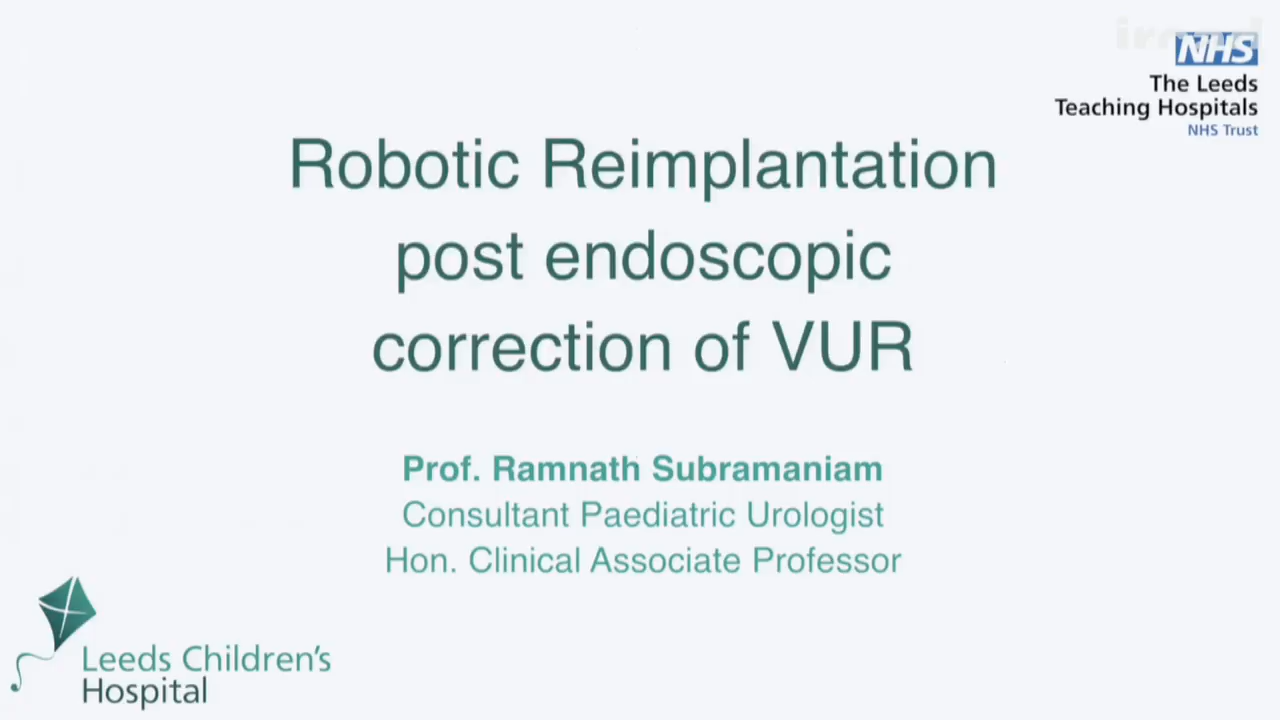 NHS
The Leeds
Teaching Hospitals
NHS Trust
Robotic Reimplantation
post endoscopic
correction of VUR
Prof. Ramnath Subramaniam
Consultant Paediatric Urologist
Hon. Clinical Associate Professor
Leeds Children's
Hospital